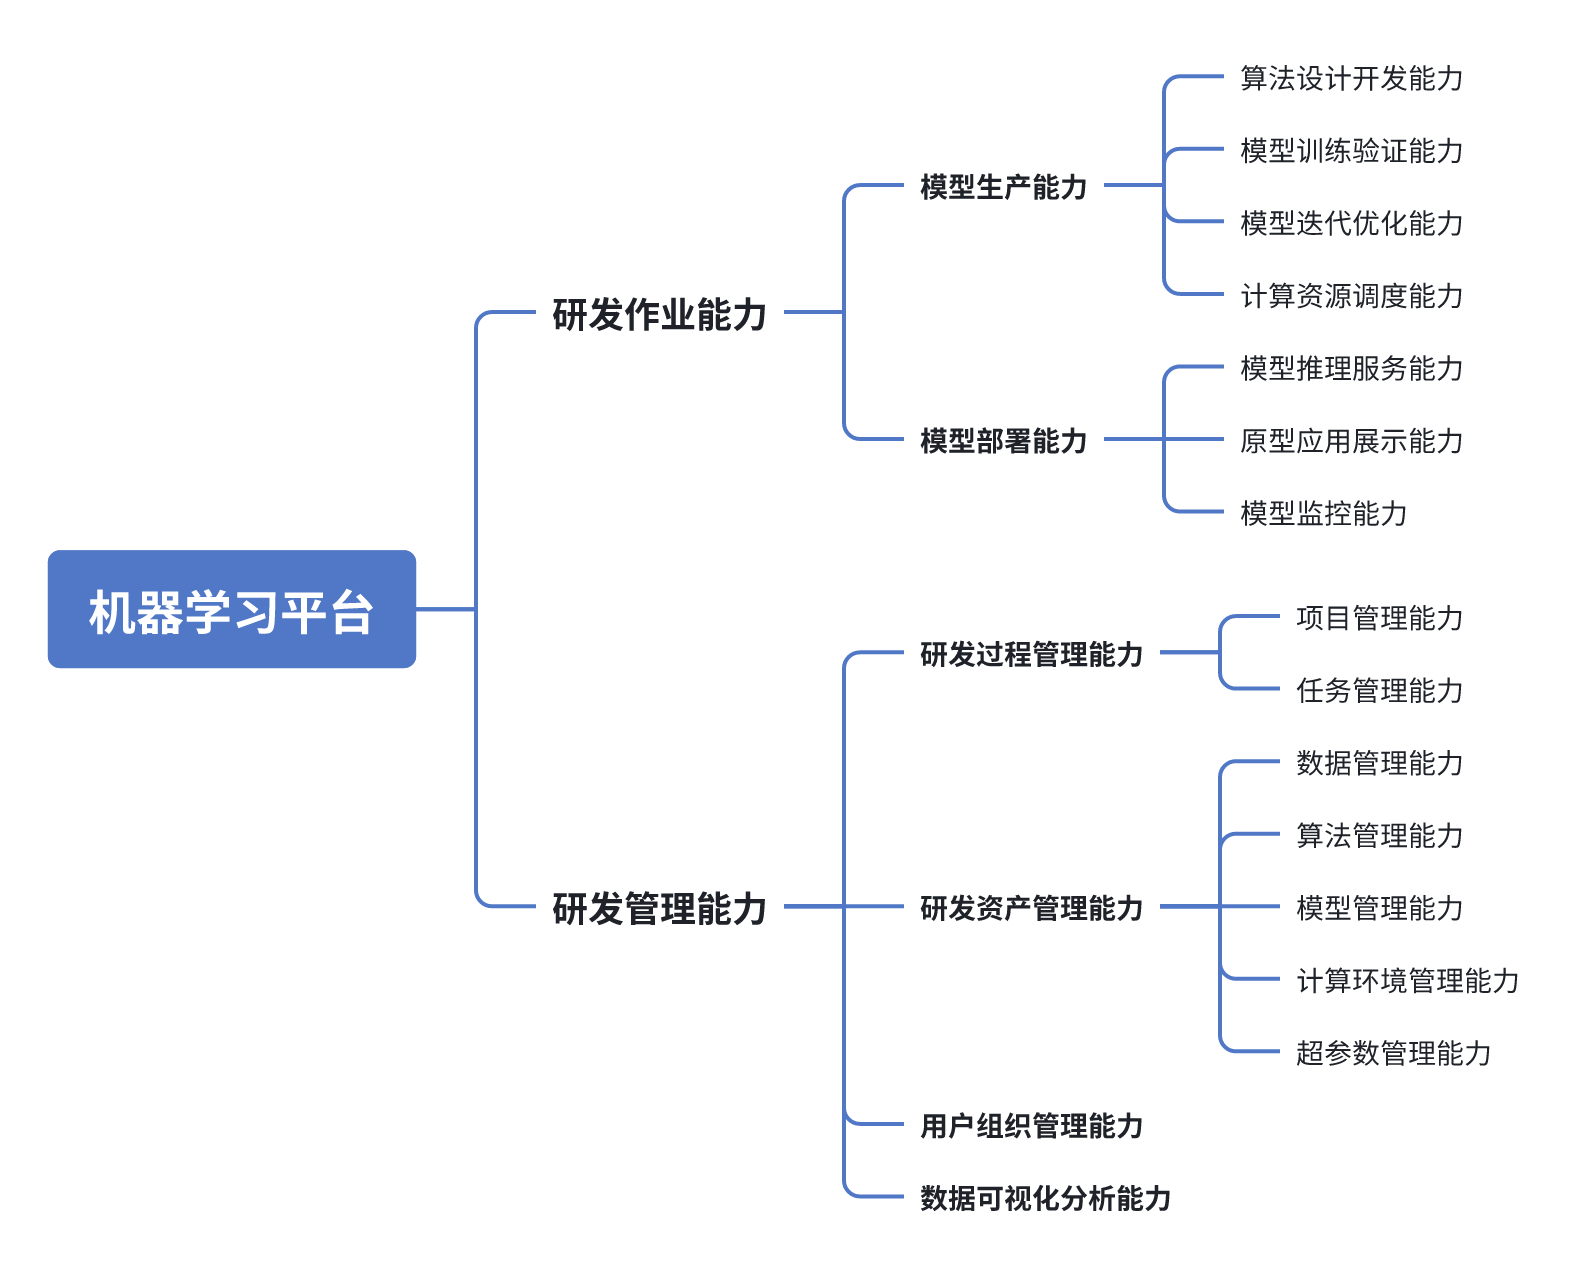 机器学习平台
研发作业能力
模型生产能力
算法设计开发能力
模型训练验证能力
模型迭代优化能力
计算资源调度能力
模型部署能力
模型推理服务能力
原型应用展示能力
模型监控能力
研发管理能力
研发过程管理能力
项目管理能力
任务管理能力
研发资产管理能力
数据管理能力
算法管理能力
模型管理能力
计算环境管理能力
超参数管理能力
用户组织管理能力
数据可视化分析能力